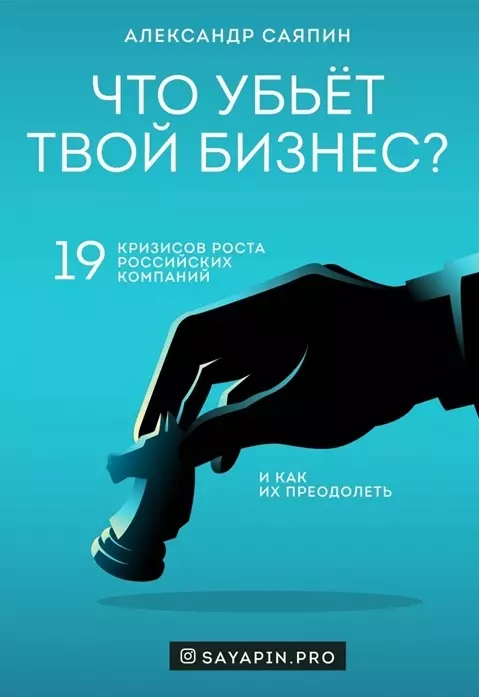 АЛЕКСАНДР САЯПИН
ЧТО УБЬЁТ
ТВОЙ БИЗНЕС?
19 КРИЗИСОВ РОСТА
РОССИЙСКИХ
КОМПАНИЙ
И КАК
ИХ ПРЕОДОЛЕТЬ
SAYAPIN.PRO